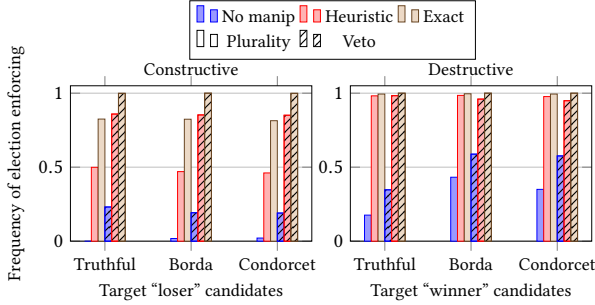 No manip Heuristic Exact
Plurality Veto
Constructive Destructive
Frequency of election enforcing
1 1
0.5 0.5
0 0
Truthful Borda Condorcet Truthful Borda Condorcet
Target “loser” candidates Target “winner” candidates